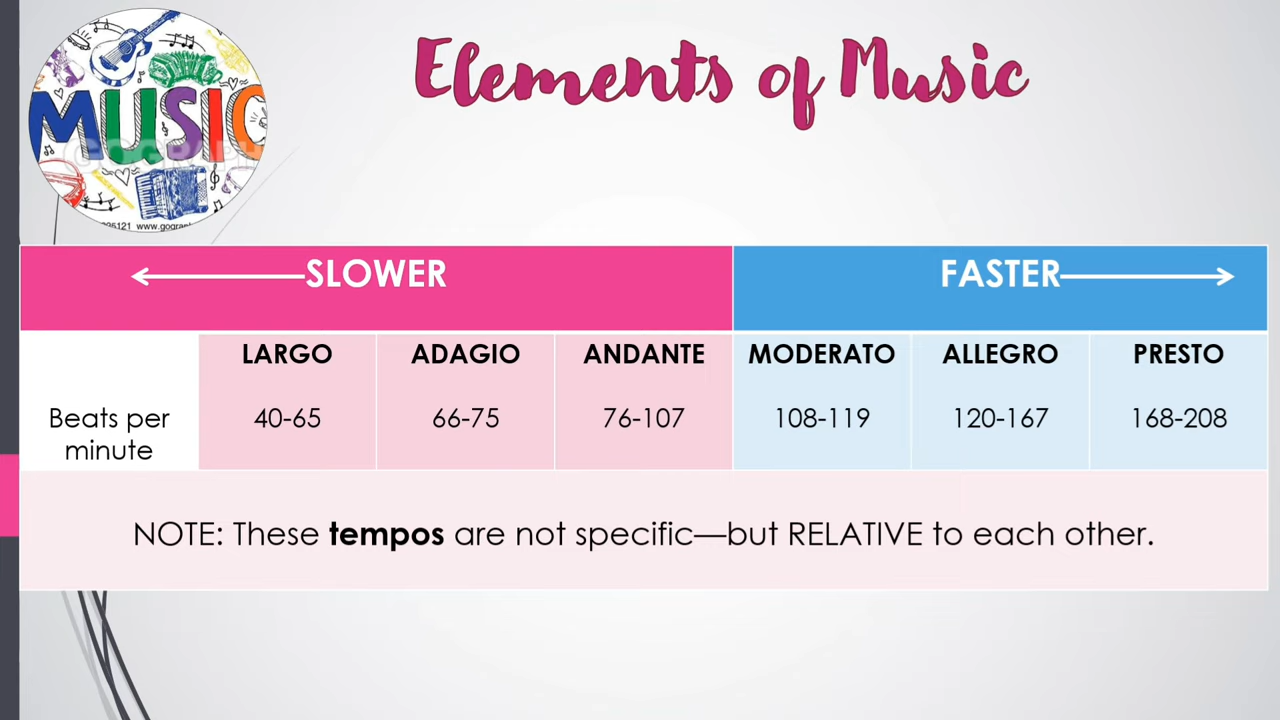 MUSIC
Elements of Music
SLOWER
FASTER
LARGO
ADAGIO
ANDANTE
MODERATO
ALLEGRO
PRESTO
Beats per
minute
40-65
66-75
76-107
108-119
120-167
168-208
NOTE: These tempos are not specific—but RELATIVE to each other.